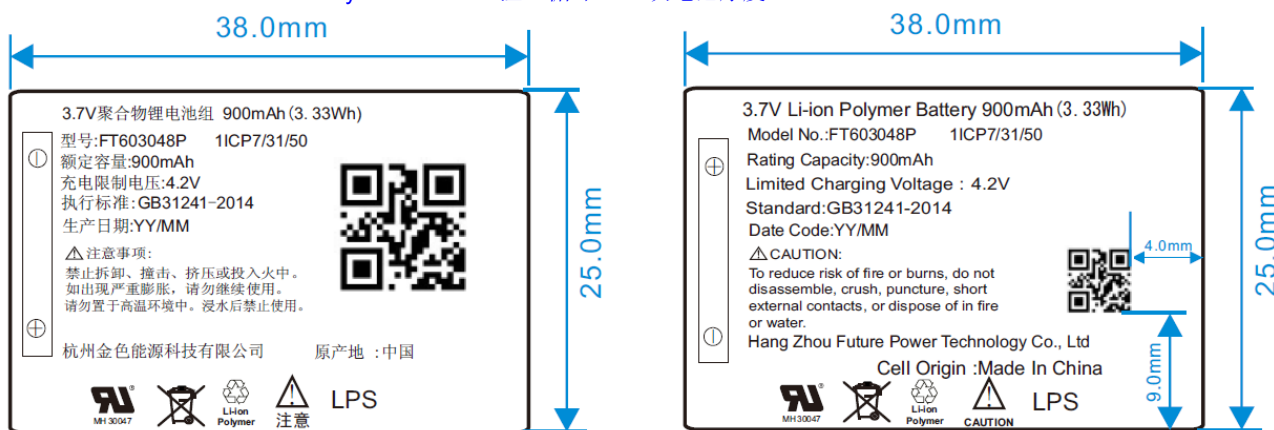 38.0mm
3.7V聚合物锂电池组 900mAh(3.33Wh)
型号:FT603048P 1ICP7/31/50
额定容量:900mAh
充电限制电压:4.2V
执行标准:GB31241-2014
生产日期:YY/MM
注意事项:
禁止拆卸、撞击、挤压或投入火中。
如出现严重膨胀，请勿继续使用。
请勿置于高温环境中。浸水后禁止使用。
杭州金色能源科技有限公司 原产地 :中国
MH30047
Li-ion
Polymer
注意
LPS
25.0mm
38.0mm
3.7V Li-ion Polymer Battery 900mAh(3.33Wh)
Model No.:FT603048P 1ICP7/31/50
Rating Capacity:900mAh
Limited Charging Voltage : 4.2V
Standard:GB31241-2014
Date Code:YY/MM
CAUTION:
To reduce risk of fire or burns, do not
disassemble, crush, puncture, short
external contacts, or dispose of in fire
or water.
Hang Zhou Future Power Technology Co., Ltd
Cell Origin :Made In China
MH30047
Li-ion
Polymer
CAUTION
LPS
4.0mm
9.0mm
25.0mm